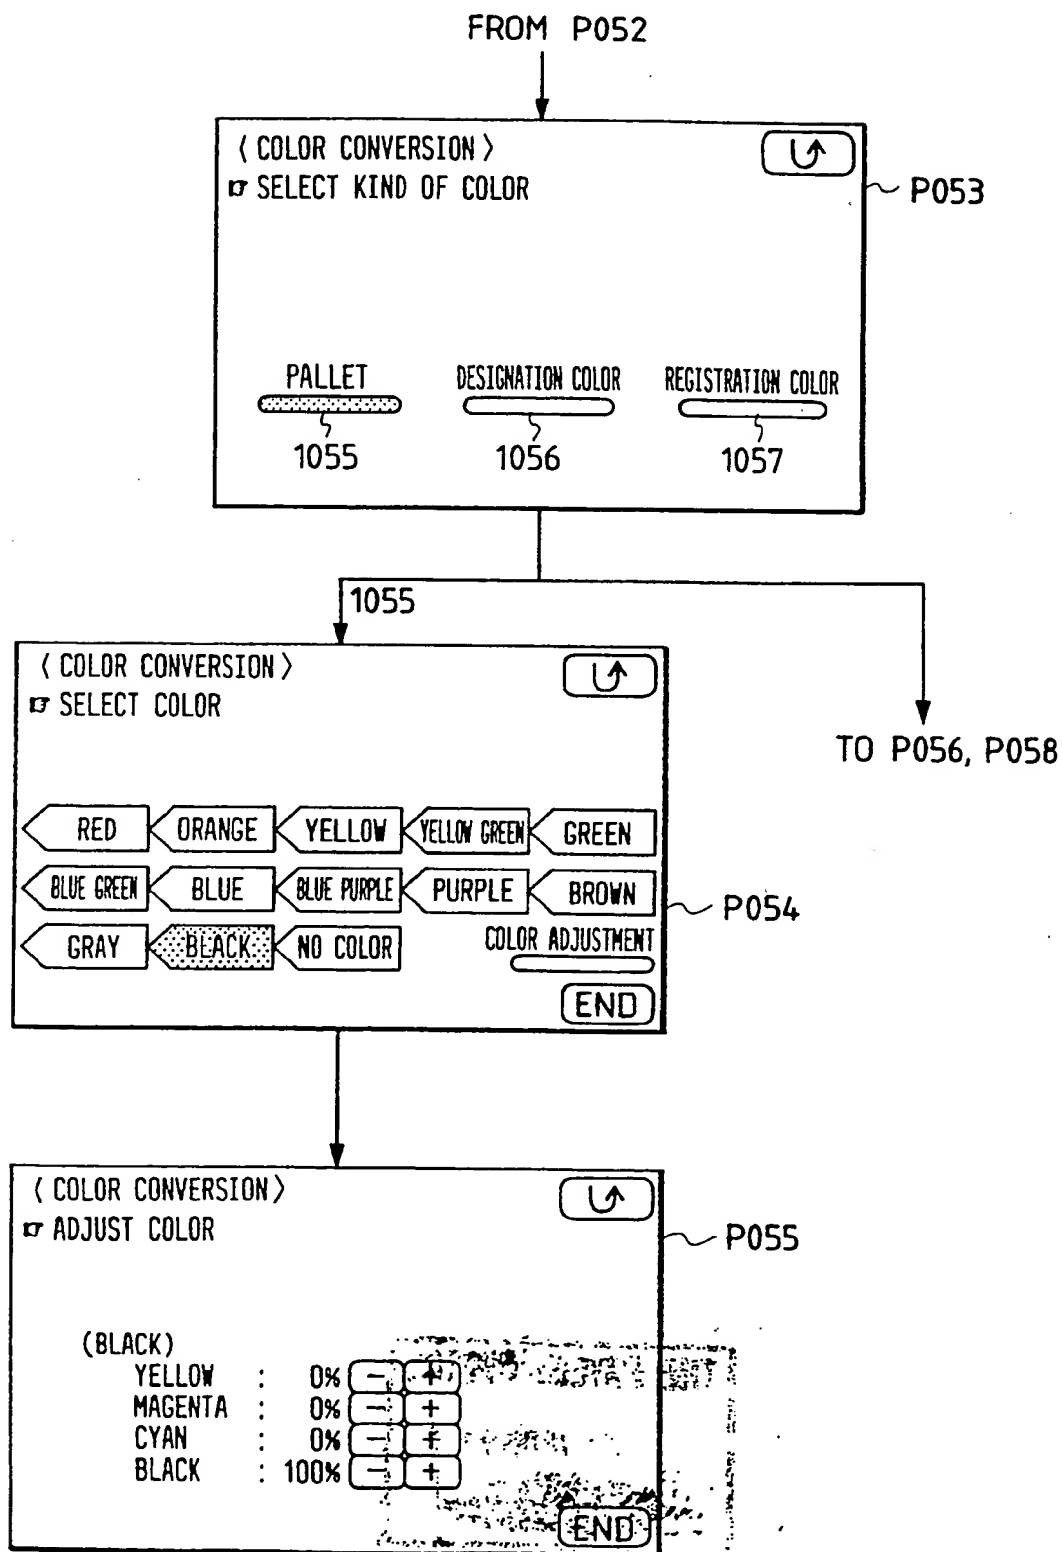 FROM P052
〈 COLOR CONVERSION 〉
☞ SELECT KIND OF COLOR
P053
PALLET DESIGNATION COLOR REGISTRATION COLOR
1055 1056 1057
1055
〈 COLOR CONVERSION 〉
☞ SELECT COLOR
TO P056, P058
RED ORANGE YELLOW YELLOW GREEN GREEN
BLUE GREEN BLUE BLUE PURPLE PURPLE BROWN
P054
GRAY BLACK NO COLOR COLOR ADJUSTMENT
END
〈 COLOR CONVERSION 〉
☞ ADJUST COLOR
P055
(BLACK)
YELLOW : 0% − +
MAGENTA : 0% − +
CYAN : 0% − +
BLACK : 100% − +
END